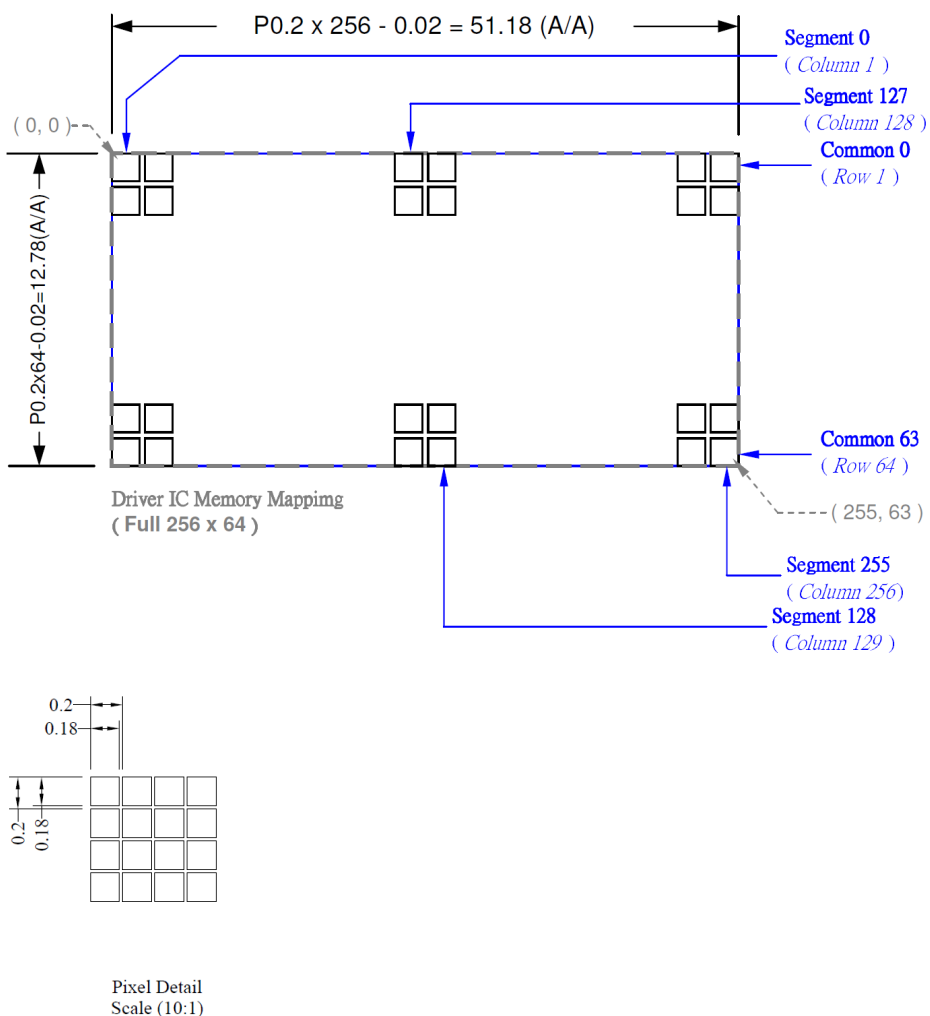 P0.2 x 256 - 0.02 = 51.18 (A/A)
Segment 0
( Column 1 )
Segment 127
( Column 128 )
( 0, 0 )
Common 0
( Row 1 )
P0.2x64-0.02=12.78(A/A)
Common 63
( Row 64 )
Driver IC Memory Mappimg
( Full 256 x 64 )
( 255, 63 )
Segment 255
( Column 256)
Segment 128
( Column 129 )
0.2
0.18
0.2
0.18
Pixel Detail
Scale (10:1)